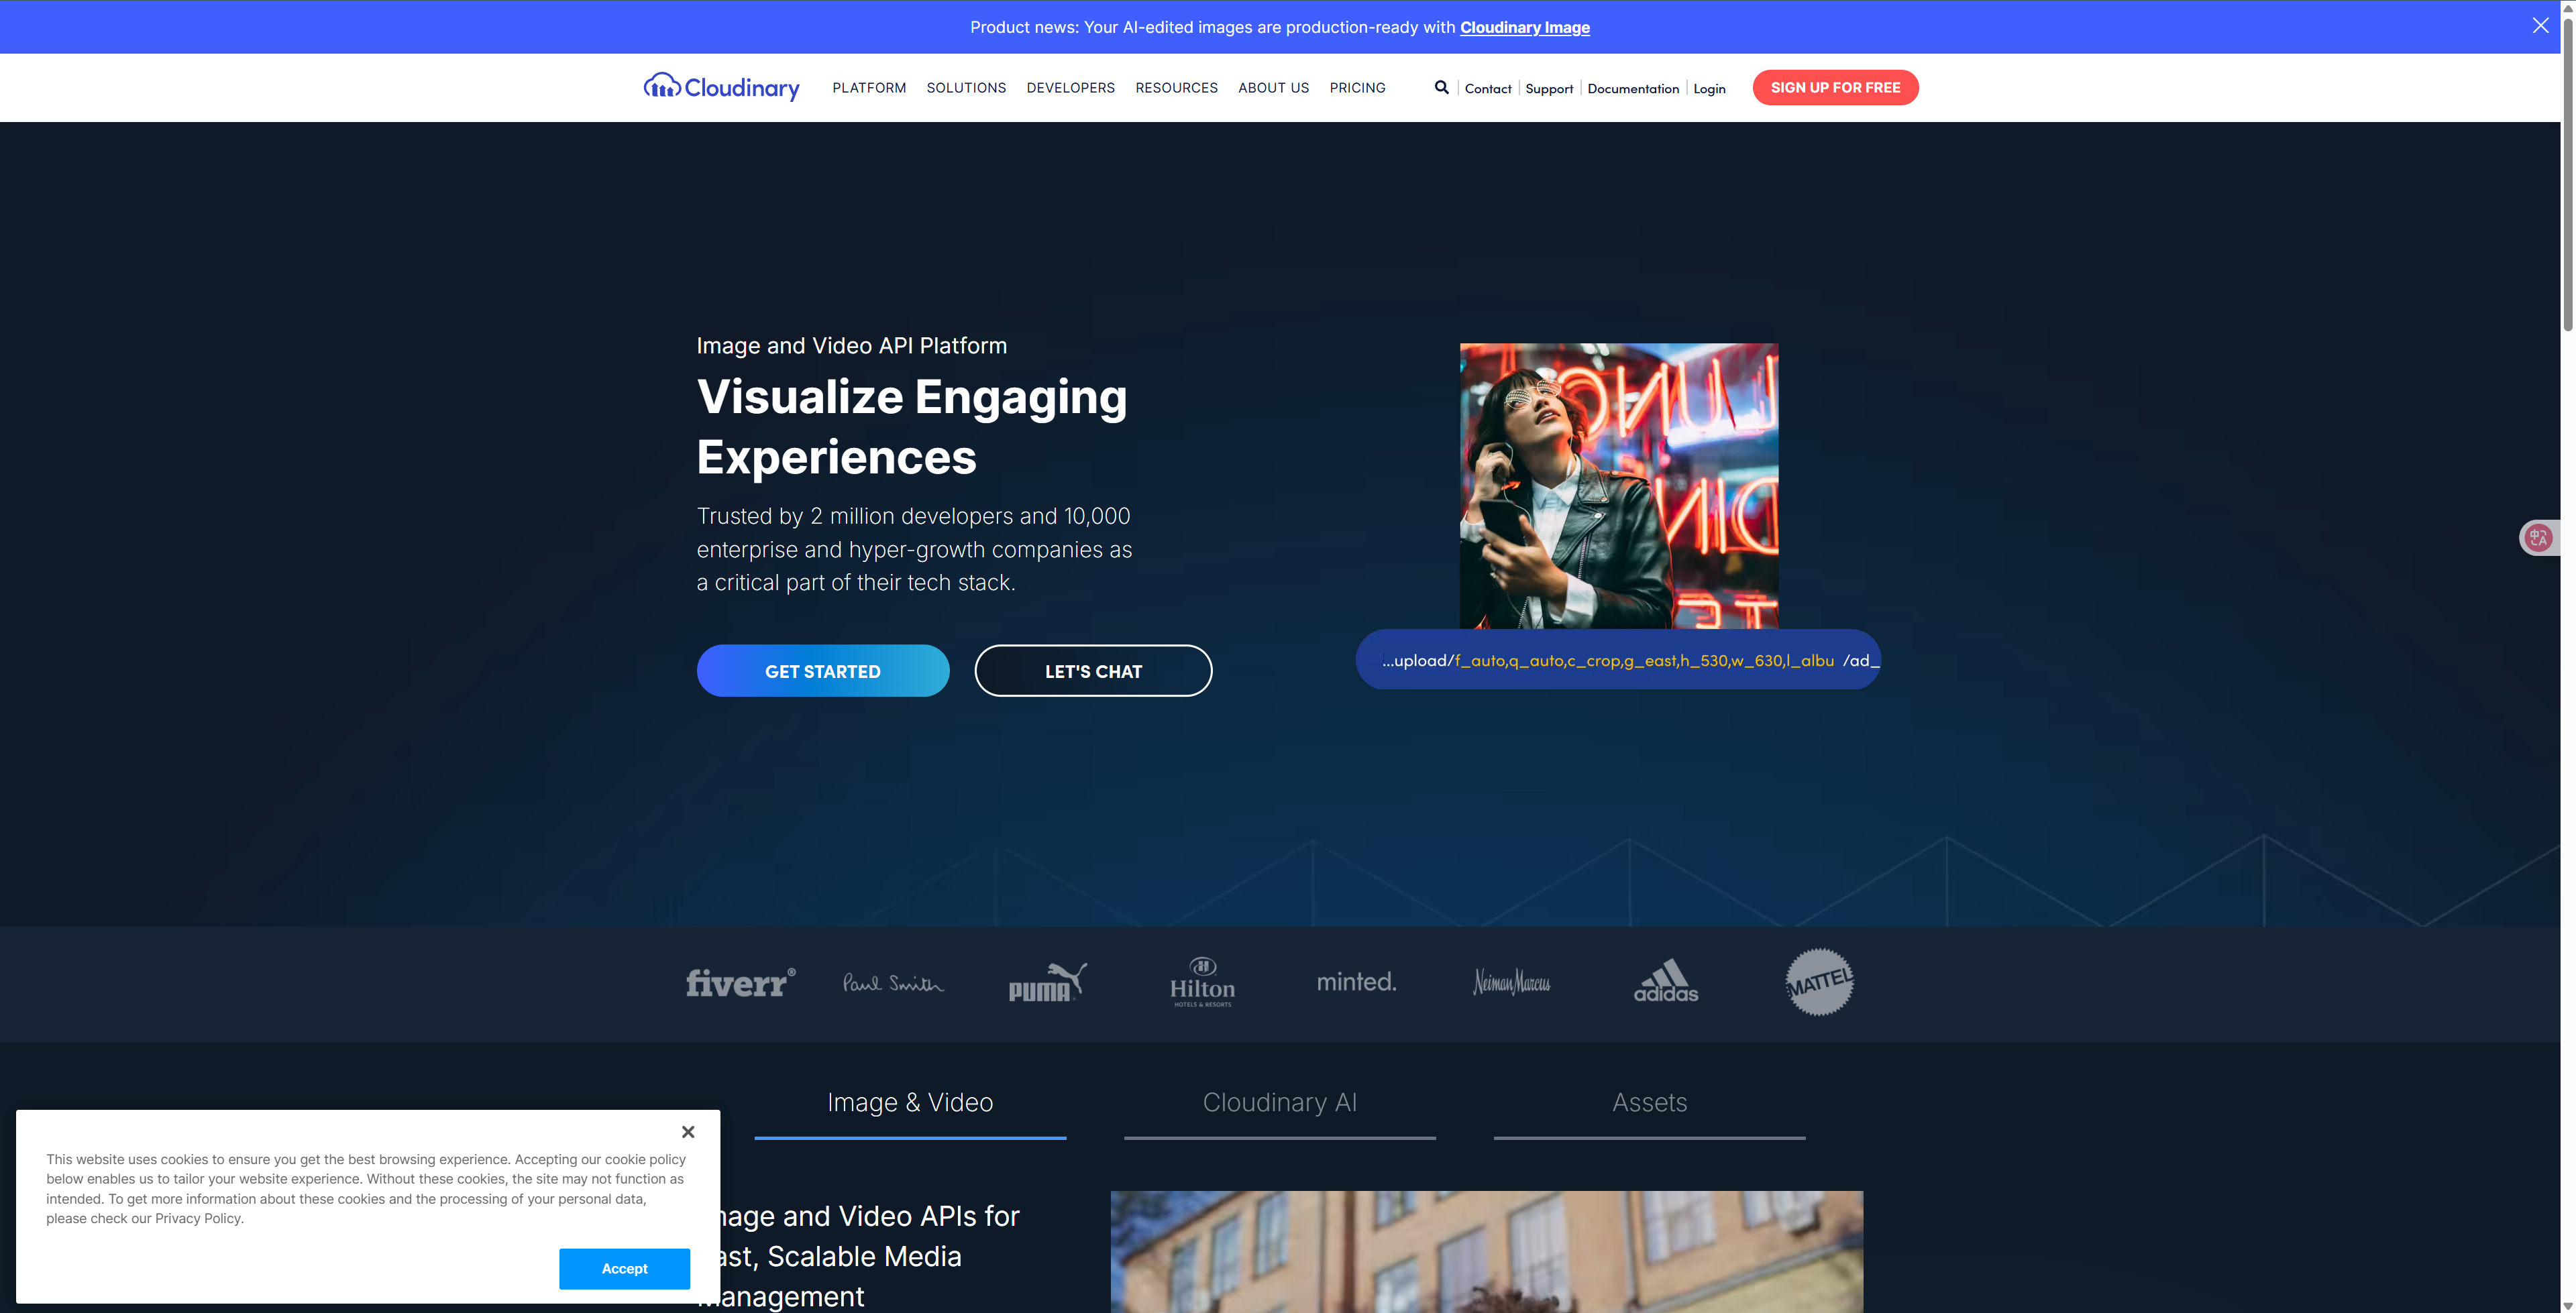 Product news: Your AI-edited images are production-ready with Cloudinary Image
Cloudinary
PLATFORM SOLUTIONS DEVELOPERS RESOURCES ABOUT US PRICING
Contact Support Documentation Login
SIGN UP FOR FREE
Image and Video API Platform
Visualize Engaging
Experiences
Trusted by 2 million developers and 10,000
enterprise and hyper-growth companies as
a critical part of their tech stack.
GET STARTED
LET'S CHAT
...upload/f_auto,q_auto,c_crop,g_east,h_530,w_630,l_albu /ad_
中A
fiverr®
Paul Smith
PUMA
Hilton
HOTELS & RESORTS
minted.
Neiman Marcus
adidas
MATTEL
Image & Video
Cloudinary AI
Assets
This website uses cookies to ensure you get the best browsing experience. Accepting our cookie policy
below enables us to tailor your website experience. Without these cookies, the site may not function as
intended. To get more information about these cookies and the processing of your personal data,
please check our Privacy Policy.
Accept
mage and Video APIs for
ast, Scalable Media
Management